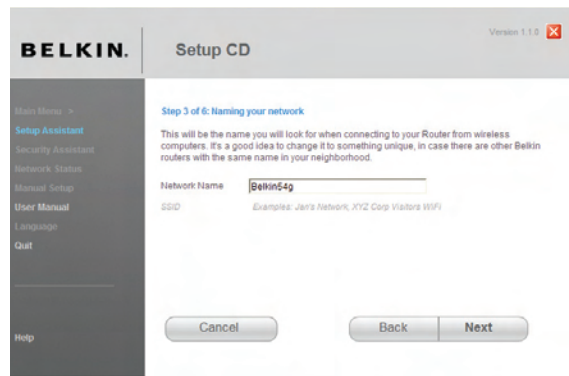 BELKIN.
Setup CD
Version 1.1.0
Main Menu >
Setup Assistant
Security Assistant
Network Status
Manual Setup
User Manual
Language
Quit
Help
Step 3 of 6: Naming your network
This will be the name you will look for when connecting to your Router from wireless
computers. It's a good idea to change it to something unique, in case there are other Belkin
routers with the same name in your neighborhood.
Network Name Belkin54g
SSID Examples: Jan's Network, XYZ Corp Visitors WiFi
Cancel
Back
Next